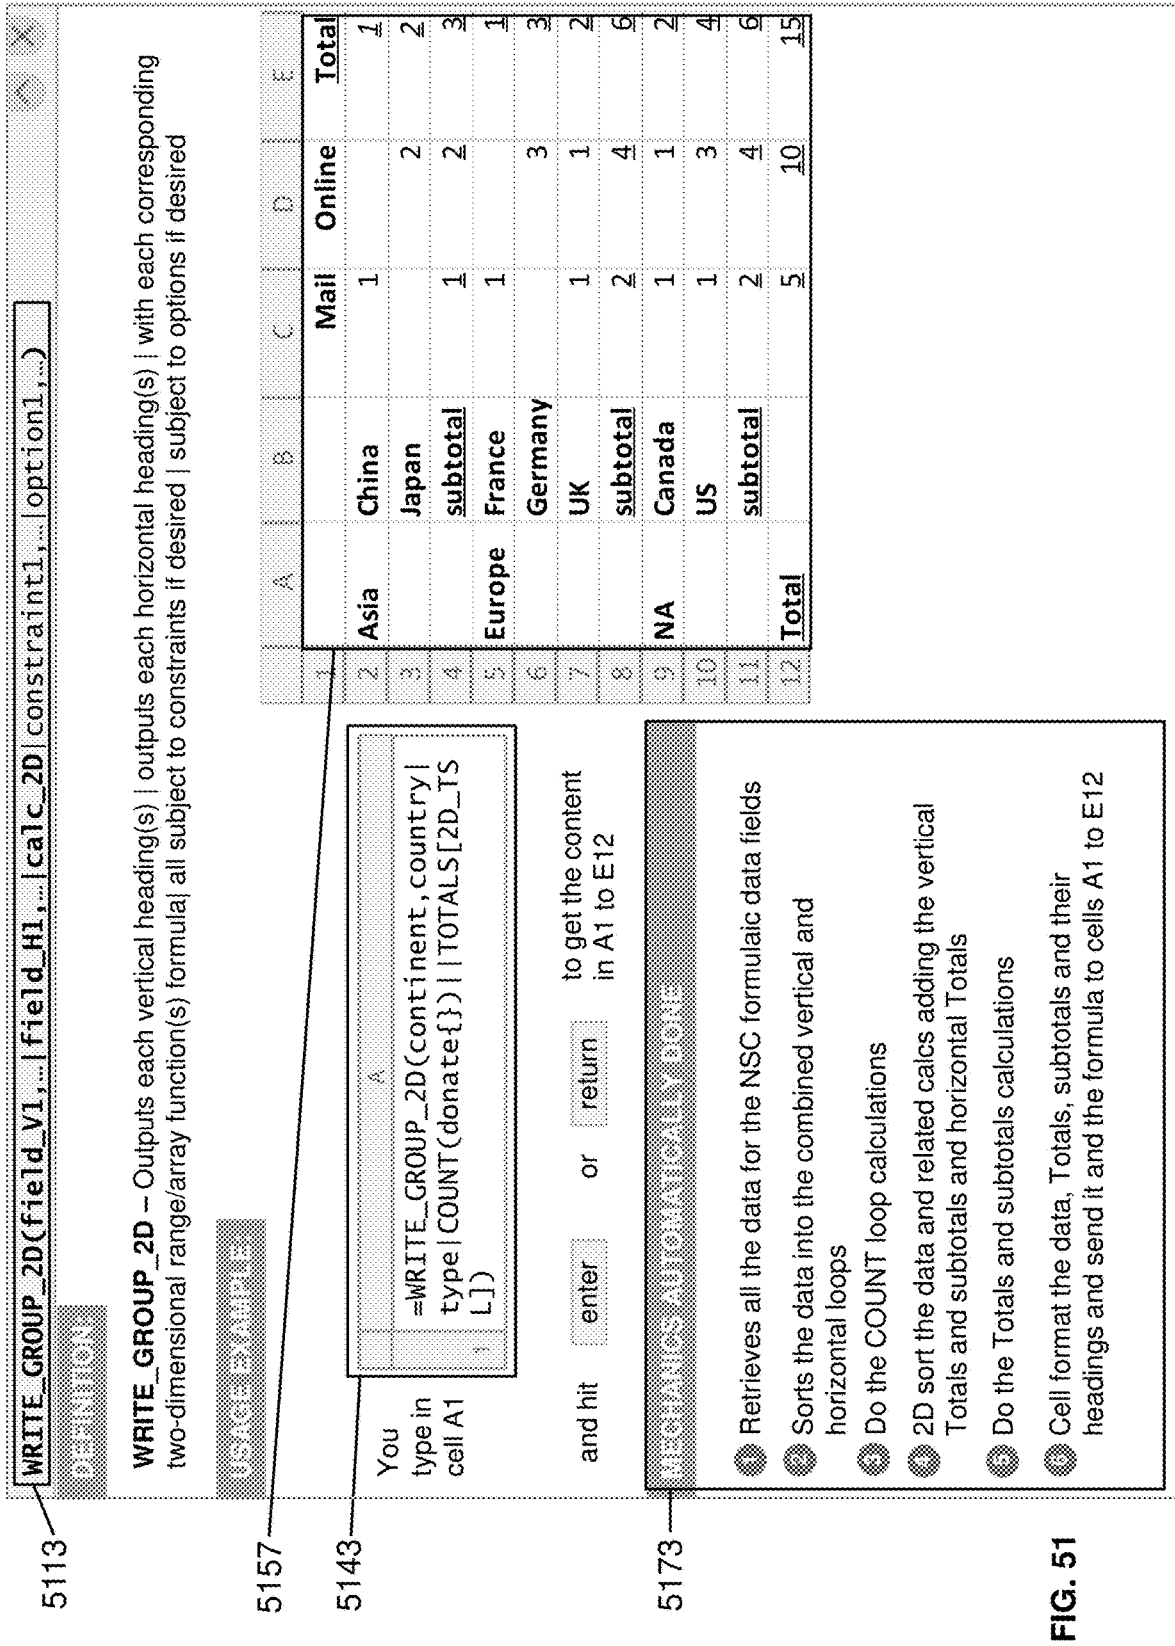 5113
WRITE_GROUP_2D(field_V1,…|field_H1,…|calc_2D|constraint1,…|option1,…)
DEFINITION
WRITE_GROUP_2D – Outputs each vertical heading(s) | outputs each horizontal heading(s) | with each corresponding
two-dimensional range/array function(s) formula| all subject to constraints if desired | subject to options if desired
USAGE EXAMPLE
5157
5143
You
type in
cell A1
A
1
=WRITE_GROUP_2D(continent,country|
type|COUNT(donate{})||TOTALS[2D_TS
L])
and hit enter or return to get the content
in A1 to E12
A B C D E
1 Mail Online Total
2 Asia China 1 1
3 Japan 2 2
4 subtotal 1 2 3
5 Europe France 1 1
6 Germany 3 3
7 UK 1 1 2
8 subtotal 2 4 6
9 NA Canada 1 1 2
10 US 1 3 4
11 subtotal 2 4 6
12 Total 5 10 15
5173
MECHANICS AUTOMATICALLY DONE
1 Retrieves all the data for the NSC formulaic data fields
2 Sorts the data into the combined vertical and
horizontal loops
3 Do the COUNT loop calculations
4 2D sort the data and related calcs adding the vertical
Totals and subtotals and horizontal Totals
5 Do the Totals and subtotals calculations
6 Cell format the data, Totals, subtotals and their
headings and send it and the formula to cells A1 to E12
FIG. 51